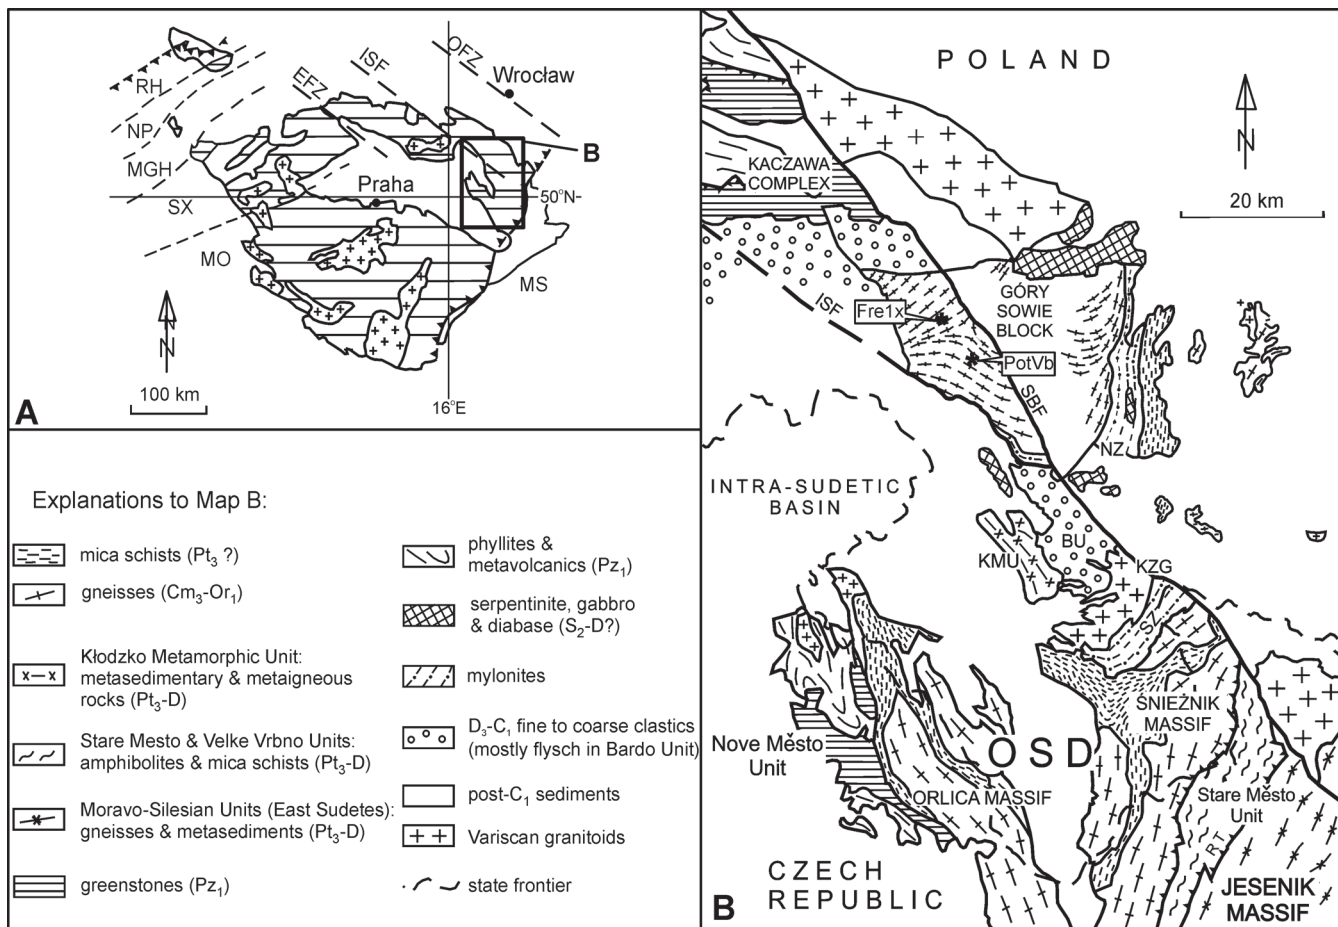 OFZ
ISF
Wrocław
EFZ
RH
NP
B
MGH
Praha
50°N
SX
MO
MS
N
100 km
A
16°E
Explanations to Map B:
mica schists (Pt3 ?)
gneisses (Cm3-Or1)
Kłodzko Metamorphic Unit:
metasedimentary & metaigneous
rocks (Pt3-D)
Stare Mesto & Velke Vrbno Units:
amphibolites & mica schists (Pt3-D)
Moravo-Silesian Units (East Sudetes):
gneisses & metasediments (Pt3-D)
greenstones (Pz1)
phyllites &
metavolcanics (Pz1)
serpentinite, gabbro
& diabase (S2-D?)
mylonites
D3-C1 fine to coarse clastics
(mostly flysch in Bardo Unit)
post-C1 sediments
Variscan granitoids
state frontier
POLAND
N
20 km
KACZAWA
COMPLEX
ISF
GÓRY
SOWIE
BLOCK
Fre1x
PotVb
SBF
NZ
INTRA-SUDETIC
BASIN
BU
KMU
KZG
SZ
ŚNIEŻNIK
MASSIF
Nove Město
Unit
OSD
ORLICA MASSIF
Stare Město
Unit
RT
CZECH
REPUBLIC
JESENIK
MASSIF
B